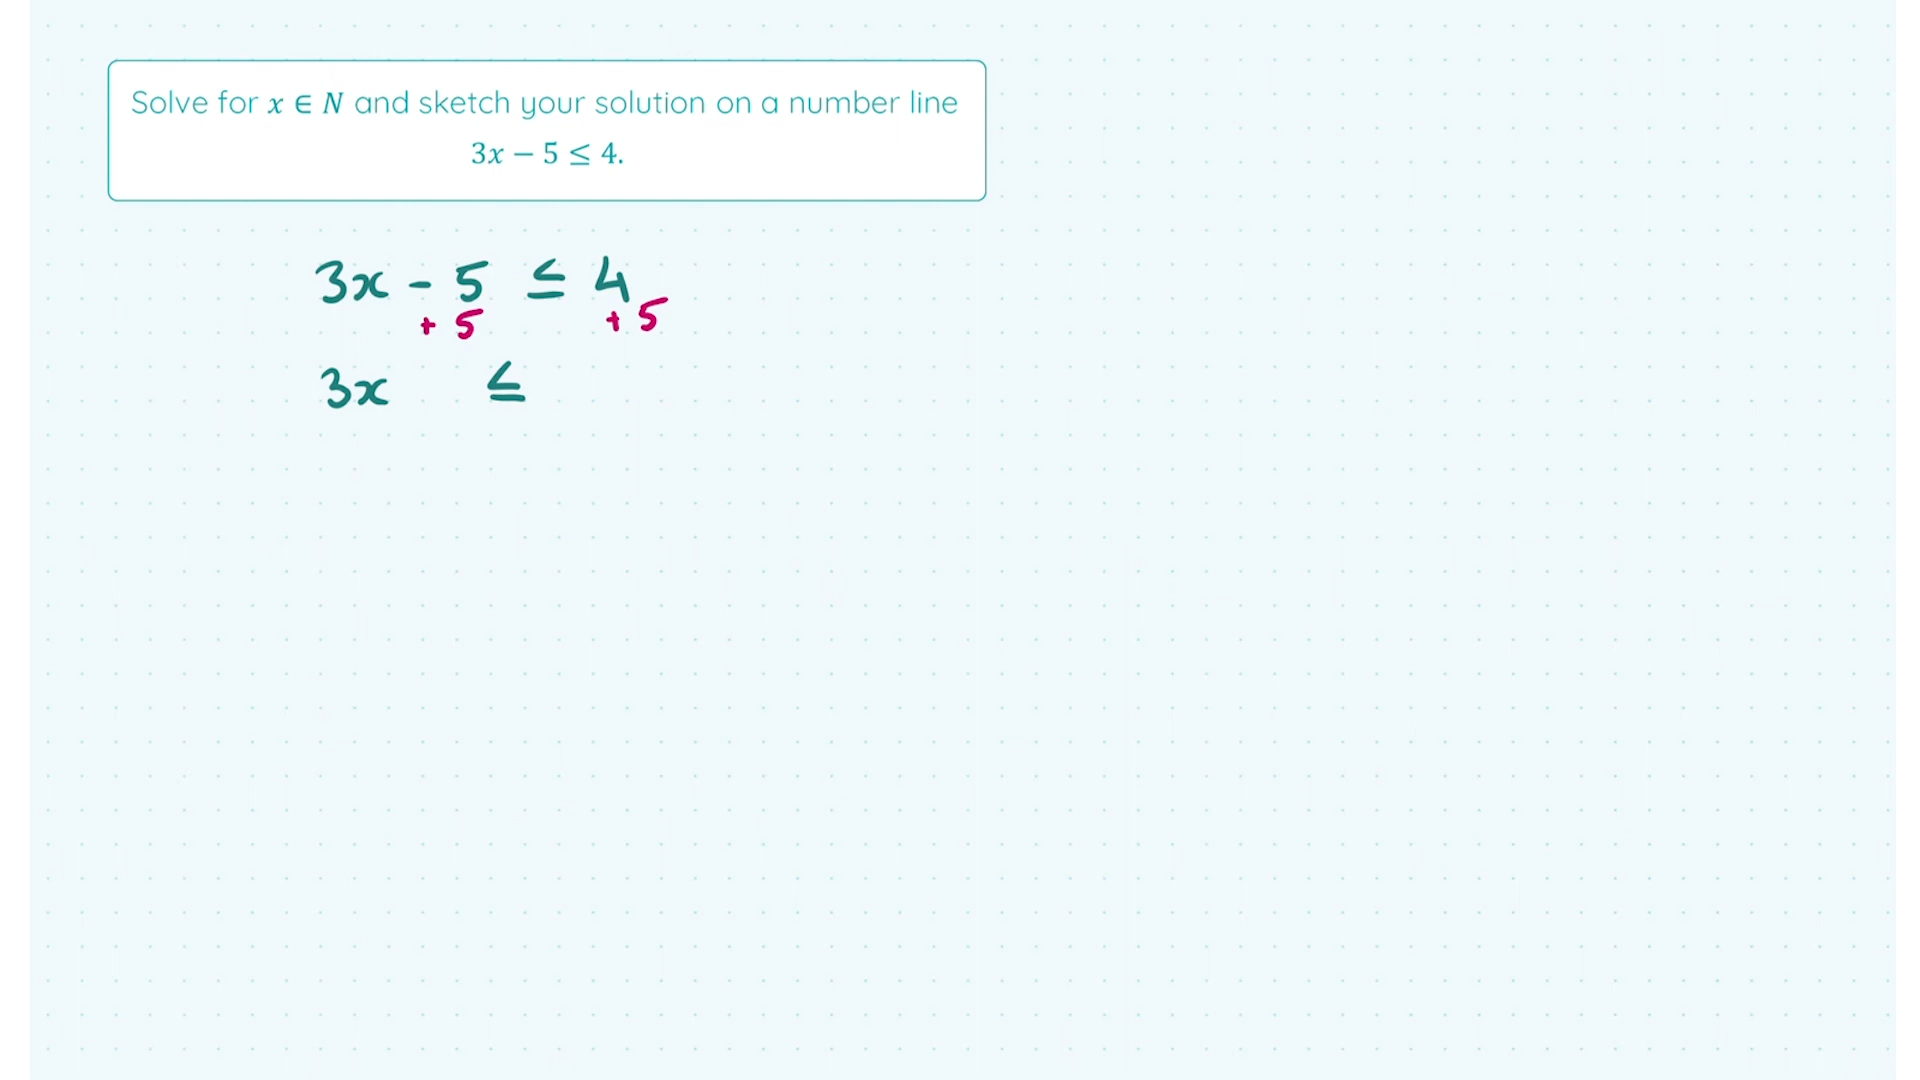 Solve for x ∈ N and sketch your solution on a number line
3x − 5 ≤ 4.
3x - 5 ≤ 4
+ 5 + 5
3x ≤